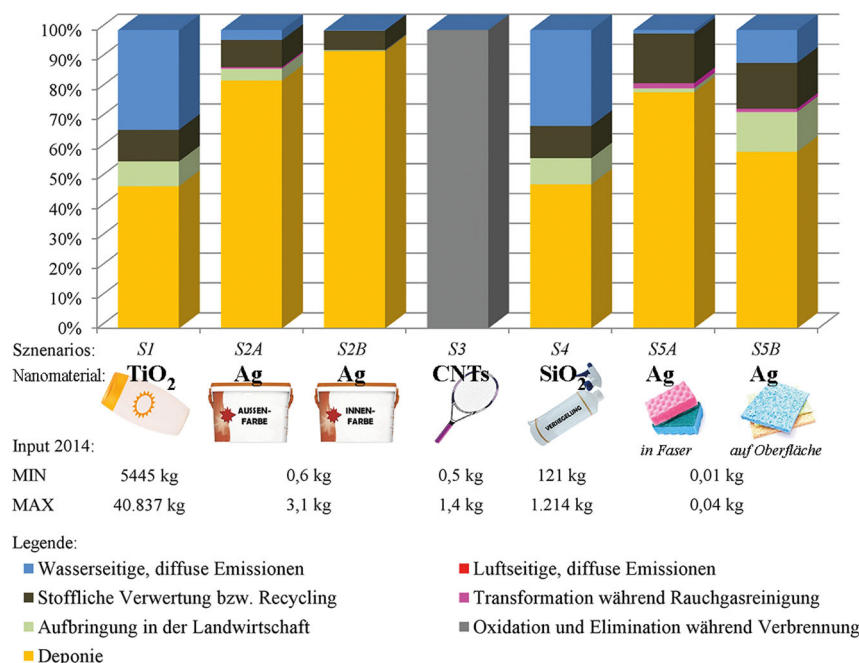 100%
90%
80%
70%
60%
50%
40%
30%
20%
10%
0%
Sznenarios: S1 S2A S2B S3 S4 S5A S5B
Nanomaterial: TiO2 Ag Ag CNTs SiO2 Ag Ag
AUSSEN-
FARBE
INNEN-
FARBE
VERSIEGELUNG
in Faser auf Oberfläche
Input 2014:
MIN 5445 kg 0,6 kg 0,5 kg 121 kg 0,01 kg
MAX 40.837 kg 3,1 kg 1,4 kg 1.214 kg 0,04 kg
Legende:
Wasserseitige, diffuse Emissionen Luftseitige, diffuse Emissionen
Stoffliche Verwertung bzw. Recycling Transformation während Rauchgasreinigung
Aufbringung in der Landwirtschaft Oxidation und Elimination während Verbrennung
Deponie